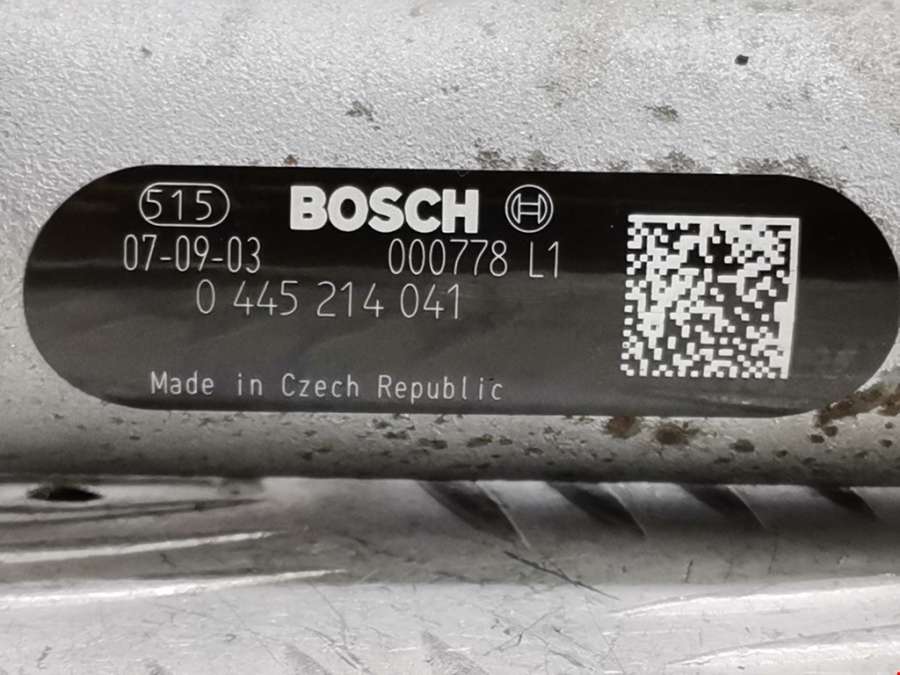 515 BOSCH
07-09-03 000778 L1
0 445 214 041
Made in Czech Republic